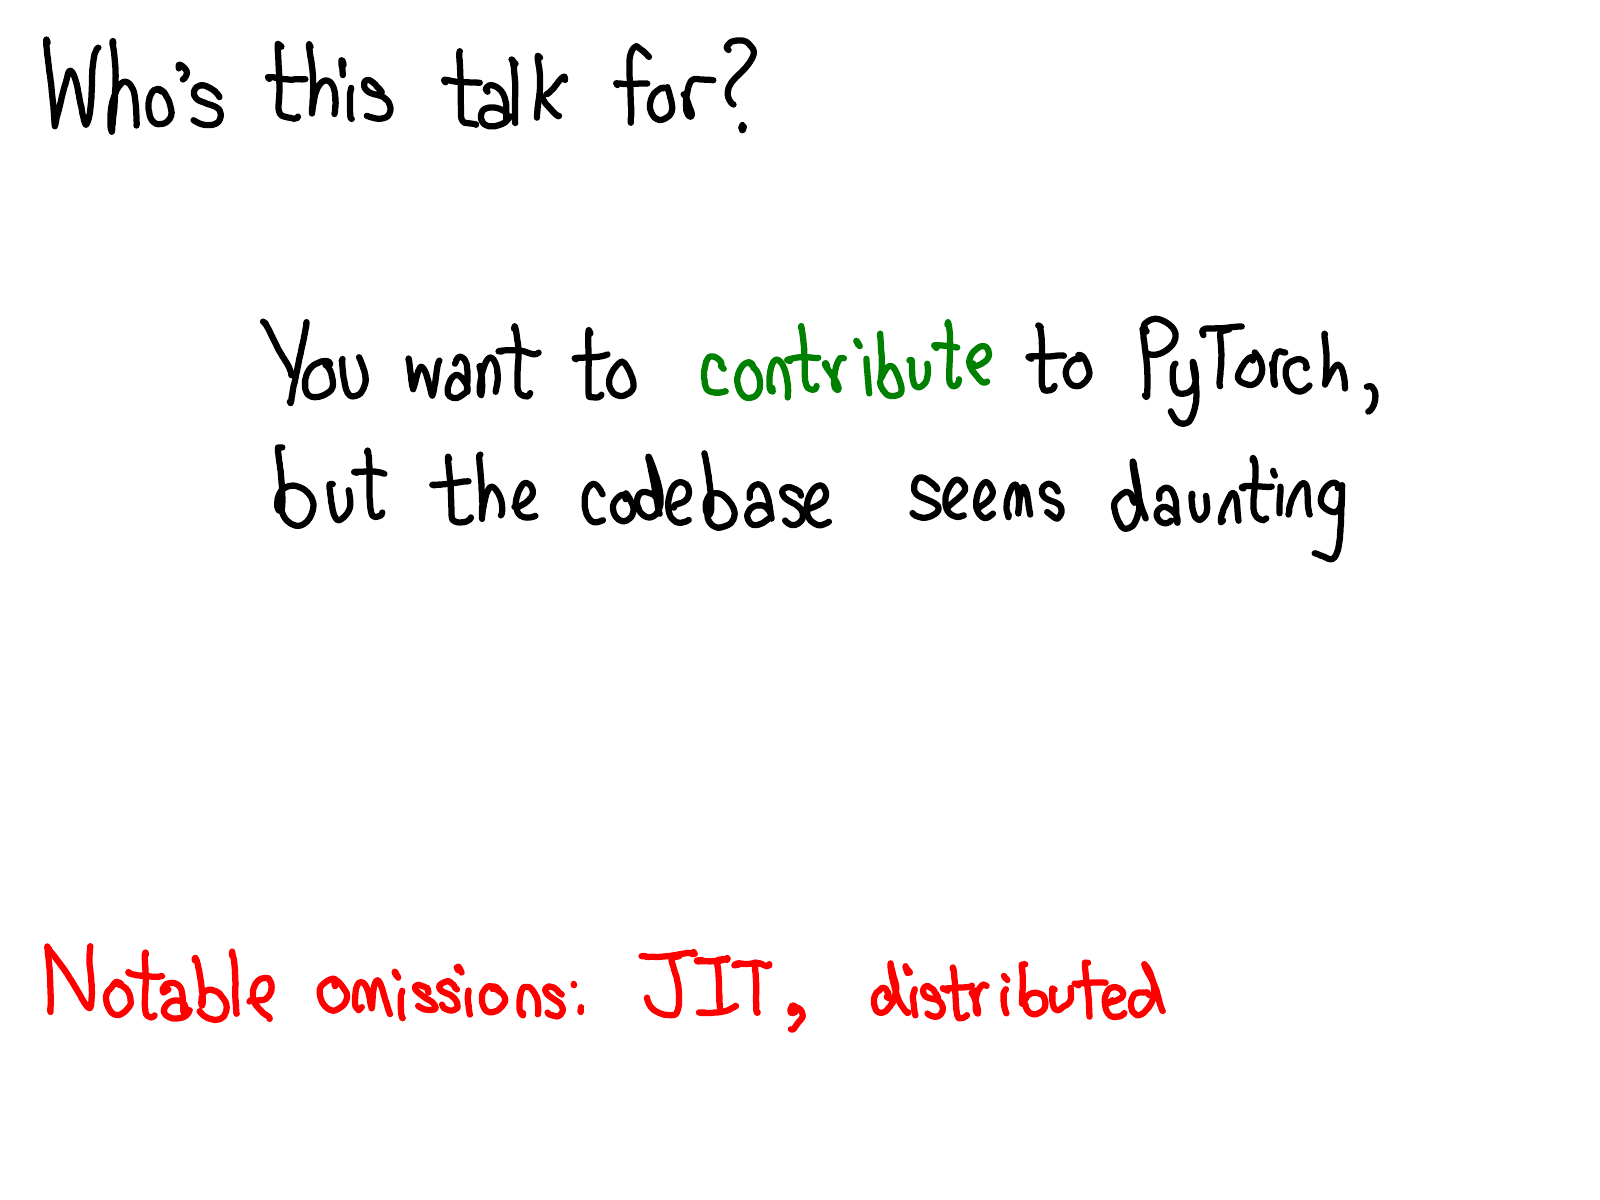 Who's this talk for?
You want to contribute to PyTorch,
but the codebase seems daunting
Notable omissions: JIT, distributed